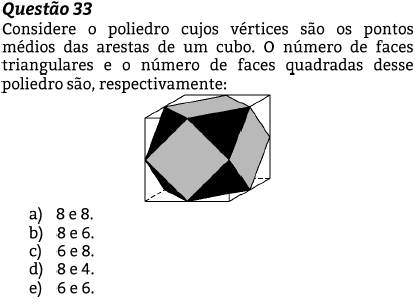 Questão 33
Considere o poliedro cujos vértices são os pontos
médios das arestas de um cubo. O número de faces
triangulares e o número de faces quadradas desse
poliedro são, respectivamente:
a) 8 e 8.
b) 8 e 6.
c) 6 e 8.
d) 8 e 4.
e) 6 e 6.